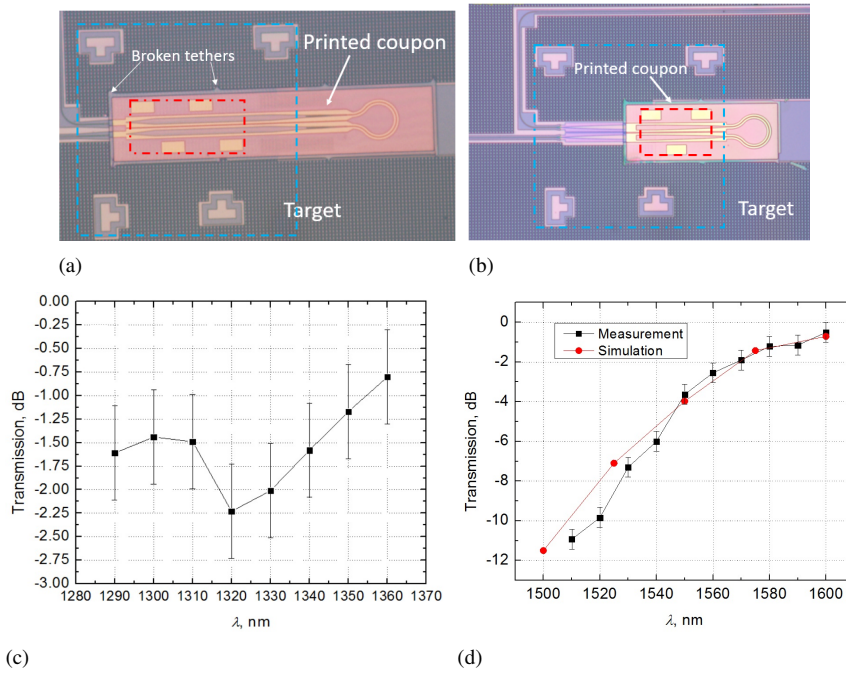 Broken tethers
Printed coupon
Target
(a)
Printed coupon
Target
(b)
0.00
-0.25
-0.50
-0.75
-1.00
-1.25
-1.50
-1.75
-2.00
-2.25
-2.50
-2.75
-3.00
Transmission, dB
1280 1290 1300 1310 1320 1330 1340 1350 1360 1370
λ, nm
(c)
Measurement
Simulation
0
-2
-4
-6
-8
-10
-12
Transmission, dB
1500 1520 1540 1560 1580 1600
λ, nm
(d)